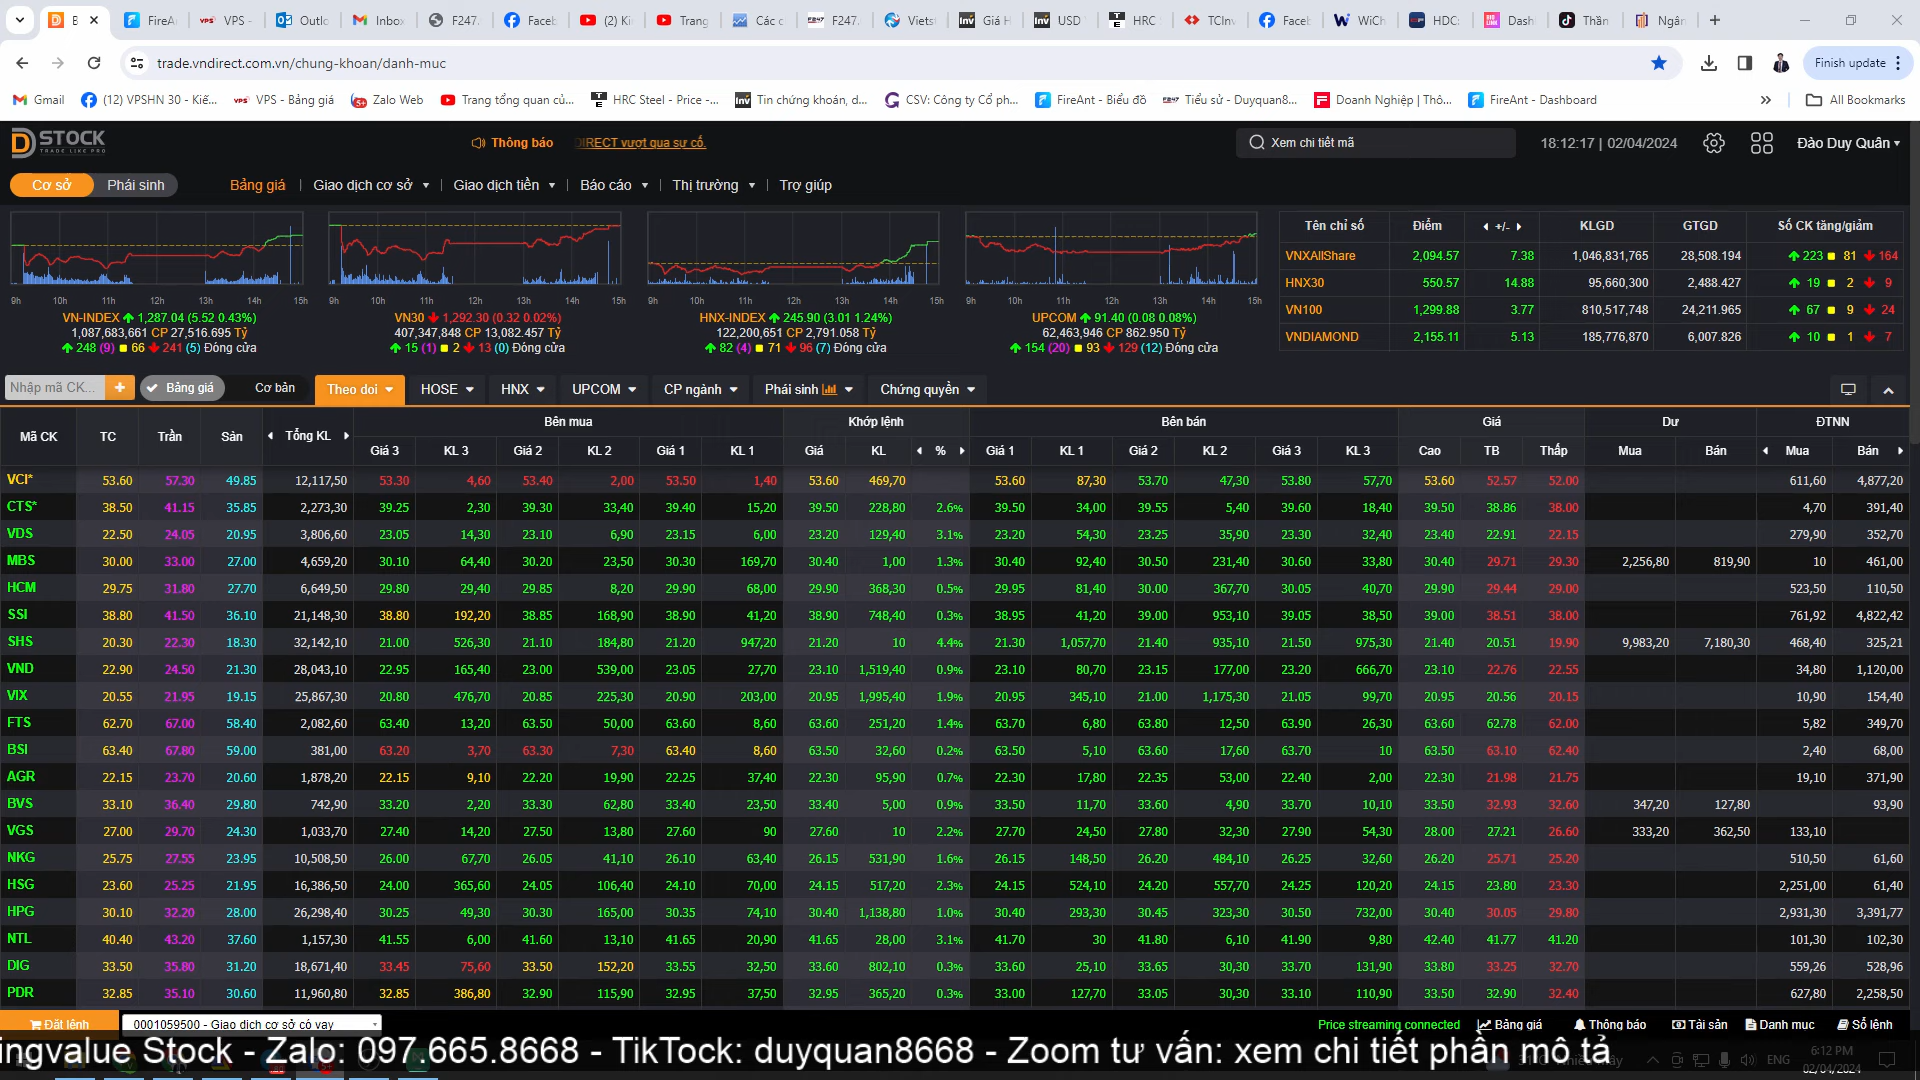 FireA
VPS -
Outlo
Inbo
F247.
Faceb
(2) Ki
Trang
Các c
F247.
Vietst
Giá H
USD
HRC
TCInv
Faceb
WiCh
HDC:
Dash
Thần
Ngân
trade.vndirect.com.vn/chung-khoan/danh-muc
Finish update
Gmail
(12) VPSHN 30 - Kiế...
VPS - Bảng giá
Zalo Web
Trang tổng quan củ...
HRC Steel - Price -...
Tin chứng khoán, d...
CSV: Công ty Cổ ph...
FireAnt - Biểu đồ
Tiểu sử - Duyquan8...
Doanh Nghiệp | Thô...
FireAnt - Dashboard
All Bookmarks
DSTOCK
TRADE LIKE PRO
Thông báo
DIRECT vượt qua sự cố.
Xem chi tiết mã
18:12:17 | 02/04/2024
Đào Duy Quân
Cơ sở Phái sinh
Bảng giá | Giao dịch cơ sở | Giao dịch tiền | Báo cáo | Thị trường | Trợ giúp
9h 10h 11h 12h 13h 14h 15h
VN-INDEX 1,287.04 (5.52 0.43%)
1,087,683,661 CP 27,516.695 Tỷ
248 (9) 66 241 (5) Đóng cửa
9h 10h 11h 12h 13h 14h 15h
VN30 1,292.30 (0.32 0.02%)
407,347,848 CP 13,082.457 Tỷ
15 (1) 2 13 (0) Đóng cửa
9h 10h 11h 12h 13h 14h 15h
HNX-INDEX 245.90 (3.01 1.24%)
122,200,651 CP 2,791.058 Tỷ
82 (4) 71 96 (7) Đóng cửa
9h 10h 11h 12h 13h 14h 15h
UPCOM 91.40 (0.08 0.08%)
62,463,946 CP 862.950 Tỷ
154 (20) 93 129 (12) Đóng cửa
Tên chỉ số Điểm +/- KLGD GTGD Số CK tăng/giảm
VNXAllShare 2,094.57 7.38 1,046,831,765 28,508.194 223 81 164
HNX30 550.57 14.88 95,660,300 2,488.427 19 2 9
VN100 1,299.88 3.77 810,517,748 24,211.965 67 9 24
VNDIAMOND 2,155.11 5.13 185,776,870 6,007.826 10 1 7
Nhập mã CK... + Bảng giá Cơ bản Theo doi HOSE HNX UPCOM CP ngành Phái sinh Chứng quyền
Mã CK TC Trần Sàn Tổng KL Bên mua Khớp lệnh Bên bán Giá Dư ĐTNN
Giá 3 KL 3 Giá 2 KL 2 Giá 1 KL 1 Giá KL % Giá 1 KL 1 Giá 2 KL 2 Giá 3 KL 3 Cao TB Thấp Mua Bán Mua Bán
VCI* 53.60 57.30 49.85 12,117,50 53.30 4,60 53.40 2,00 53.50 1,40 53.60 469,70 53.60 87,30 53.70 47,30 53.80 57,70 53.60 52.57 52.00 611,60 4,877,20
CTS* 38.50 41.15 35.85 2,273,30 39.25 2,30 39.30 33,40 39.40 15,20 39.50 228,80 2.6% 39.50 34,00 39.55 5,40 39.60 18,40 39.50 38.86 38.00 4,70 391,40
VDS 22.50 24.05 20.95 3,806,60 23.05 14,30 23.10 6,90 23.15 6,00 23.20 129,40 3.1% 23.20 54,30 23.25 35,90 23.30 32,40 23.40 22.91 22.15 279,90 352,70
MBS 30.00 33.00 27.00 4,659,20 30.10 64,40 30.20 23,50 30.30 169,70 30.40 1,00 1.3% 30.40 92,40 30.50 231,40 30.60 33,80 30.40 29.71 29.30 2,256,80 819,90 10 461,00
HCM 29.75 31.80 27.70 6,649,50 29.80 29,40 29.85 8,20 29.90 68,00 29.90 368,30 0.5% 29.95 81,40 30.00 367,70 30.05 40,70 29.90 29.44 29.00 523,50 110,50
SSI 38.80 41.50 36.10 21,148,30 38.80 192,20 38.85 168,90 38.90 41,20 38.90 748,40 0.3% 38.95 41,20 39.00 953,10 39.05 38,50 39.00 38.51 38.00 761,92 4,822,42
SHS 20.30 22.30 18.30 32,142,10 21.00 526,30 21.10 184,80 21.20 947,20 21.20 10 4.4% 21.30 1,057,70 21.40 935,10 21.50 975,30 21.40 20.51 19.90 9,983,20 7,180,30 468,40 325,21
VND 22.90 24.50 21.30 28,043,10 22.95 165,40 23.00 539,00 23.05 27,70 23.10 1,519,40 0.9% 23.10 80,70 23.15 177,00 23.20 666,70 23.10 22.76 22.55 34,80 1,120,00
VIX 20.55 21.95 19.15 25,867,30 20.80 476,70 20.85 225,30 20.90 203,00 20.95 1,995,40 1.9% 20.95 345,10 21.00 1,175,30 21.05 99,70 20.95 20.56 20.15 10,90 154,40
FTS 62.70 67.00 58.40 2,082,60 63.40 13,20 63.50 50,00 63.60 8,60 63.60 251,20 1.4% 63.70 6,80 63.80 12,50 63.90 26,30 63.60 62.78 62.00 5,82 349,70
BSI 63.40 67.80 59.00 381,00 63.20 3,70 63.30 7,30 63.40 8,60 63.50 32,60 0.2% 63.50 5,10 63.60 17,60 63.70 10 63.50 63.10 62.40 2,40 68,00
AGR 22.15 23.70 20.60 1,878,20 22.15 9,10 22.20 19,90 22.25 37,40 22.30 95,90 0.7% 22.30 17,80 22.35 53,00 22.40 2,00 22.30 21.98 21.75 19,10 371,90
BVS 33.10 36.40 29.80 742,90 33.20 2,20 33.30 62,80 33.40 23,50 33.40 5,00 0.9% 33.50 11,70 33.60 4,90 33.70 10,10 33.50 32.93 32.60 347,20 127,80 93,90
VGS 27.00 29.70 24.30 1,033,70 27.40 14,20 27.50 13,80 27.60 90 27.60 10 2.2% 27.70 24,50 27.80 32,30 27.90 54,30 28.00 27.21 26.60 333,20 362,50 133,10
NKG 25.75 27.55 23.95 10,508,50 26.00 67,70 26.05 41,10 26.10 63,40 26.15 531,90 1.6% 26.15 148,50 26.20 484,10 26.25 32,60 26.20 25.71 25.20 510,50 61,60
HSG 23.60 25.25 21.95 16,386,50 24.00 365,60 24.05 106,40 24.10 70,00 24.15 517,20 2.3% 24.15 524,10 24.20 557,70 24.25 120,20 24.15 23.80 23.30 2,251,00 61,40
HPG 30.10 32.20 28.00 26,298,40 30.25 49,30 30.30 165,00 30.35 74,10 30.40 1,138,80 1.0% 30.40 293,30 30.45 323,30 30.50 732,00 30.40 30.05 29.80 2,931,30 3,391,77
NTL 40.40 43.20 37.60 1,157,30 41.55 6,00 41.60 13,10 41.65 20,90 41.65 28,00 3.1% 41.70 30 41.80 6,10 41.90 9,80 42.40 41.77 41.20 101,30 102,30
DIG 33.50 35.80 31.20 18,671,40 33.45 75,60 33.50 152,20 33.55 32,50 33.60 802,10 0.3% 33.60 25,10 33.65 30,30 33.70 131,90 33.80 33.25 32.70 559,26 528,96
PDR 32.85 35.10 30.60 11,960,80 32.85 386,80 32.90 115,90 32.95 37,50 32.95 365,20 0.3% 33.00 127,70 33.05 30,30 33.10 110,90 33.50 32.90 32.40 627,80 2,258,50
Đặt lệnh 0001059500 - Giao dịch cơ sở có vay
Price streaming connected Bảng giá Thông báo Tài sản Danh mục Sổ lệnh
ingvalue Stock - Zalo: 097.665.8668 - TikTock: duyquan8668 - Zoom tư vấn: xem chi tiết phần mô tả
ENG
6:12 PM
02/04/2024